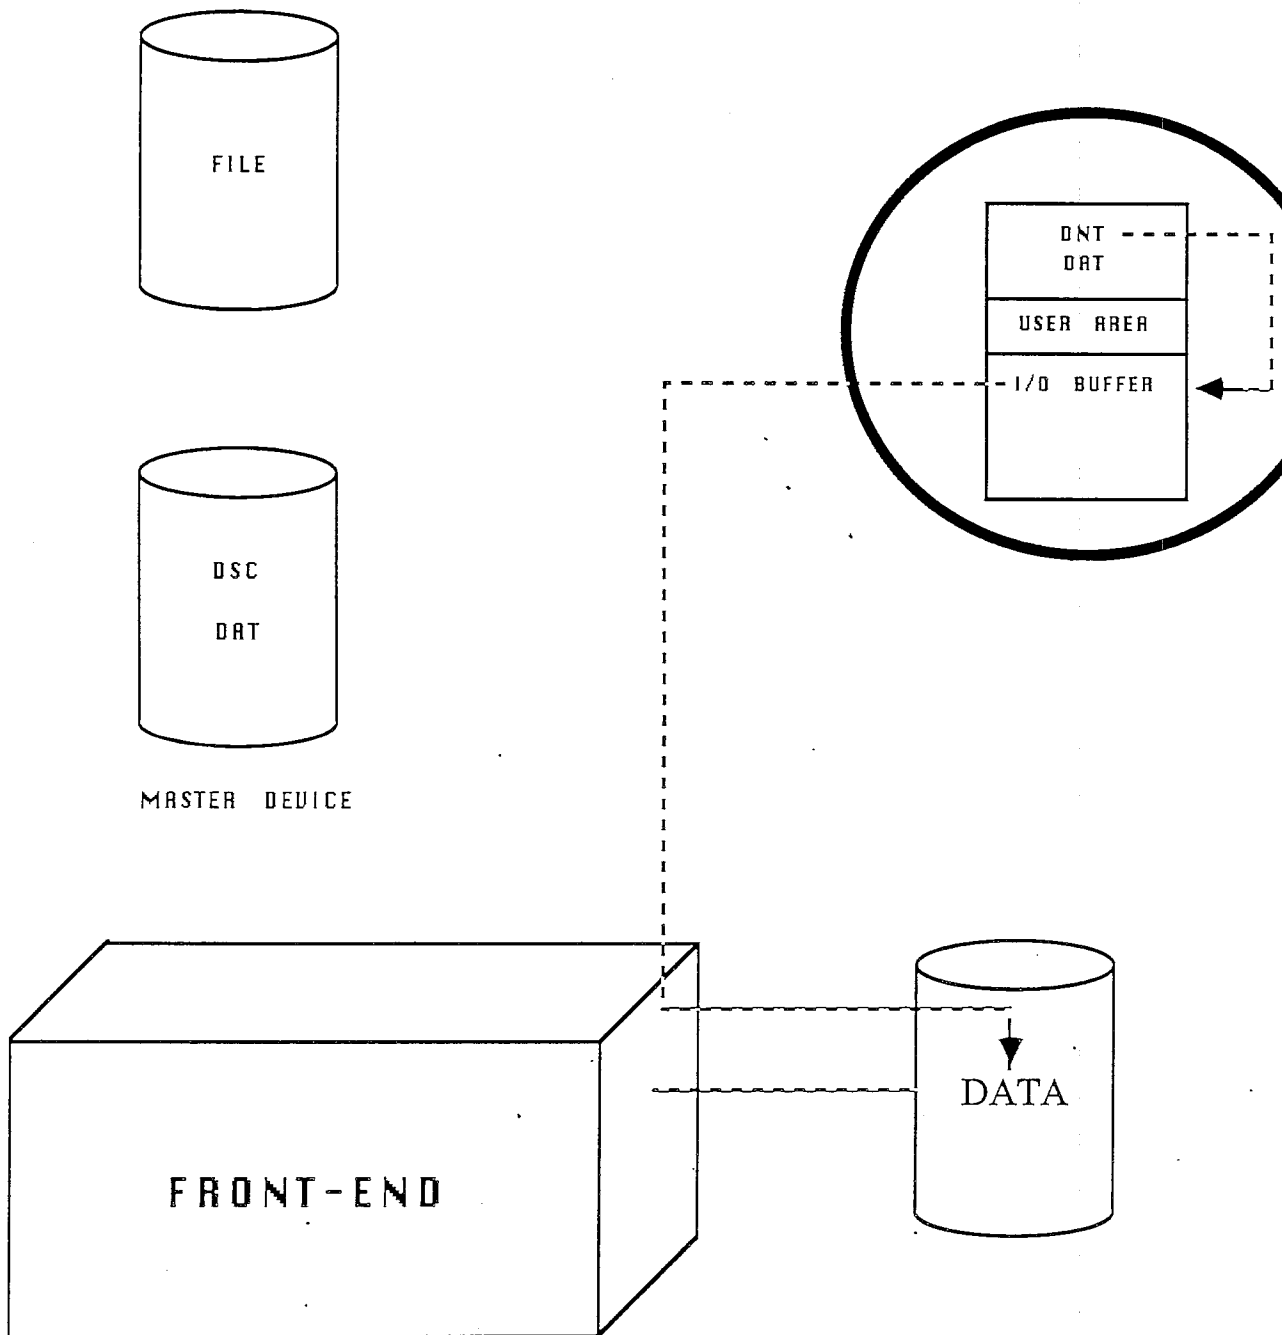 FILE
DNT
DAT
USER AREA
I/O BUFFER
DSC
DAT
MASTER DEVICE
DATA
FRONT-END